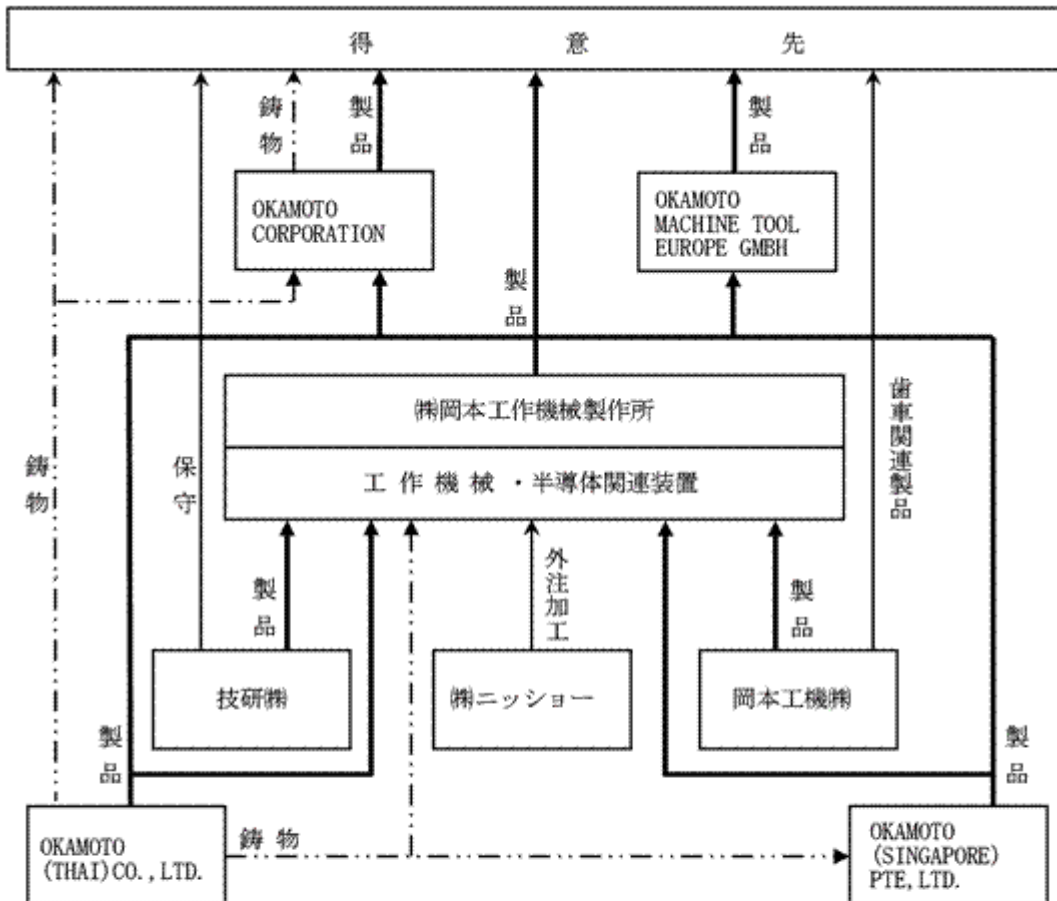 得意先
鋳物
製品
製品
OKAMOTO
CORPORATION
OKAMOTO
MACHINE TOOL
EUROPE GMBH
製品
㈱岡本工作機械製作所
工作機械・半導体関連装置
歯車関連製品
鋳物
保守
製品
外注加工
製品
技研㈱
㈱ニッショー
岡本工機㈱
製品
製品
OKAMOTO
(THAI)CO.,LTD.
鋳物
OKAMOTO
(SINGAPORE)
PTE,LTD.